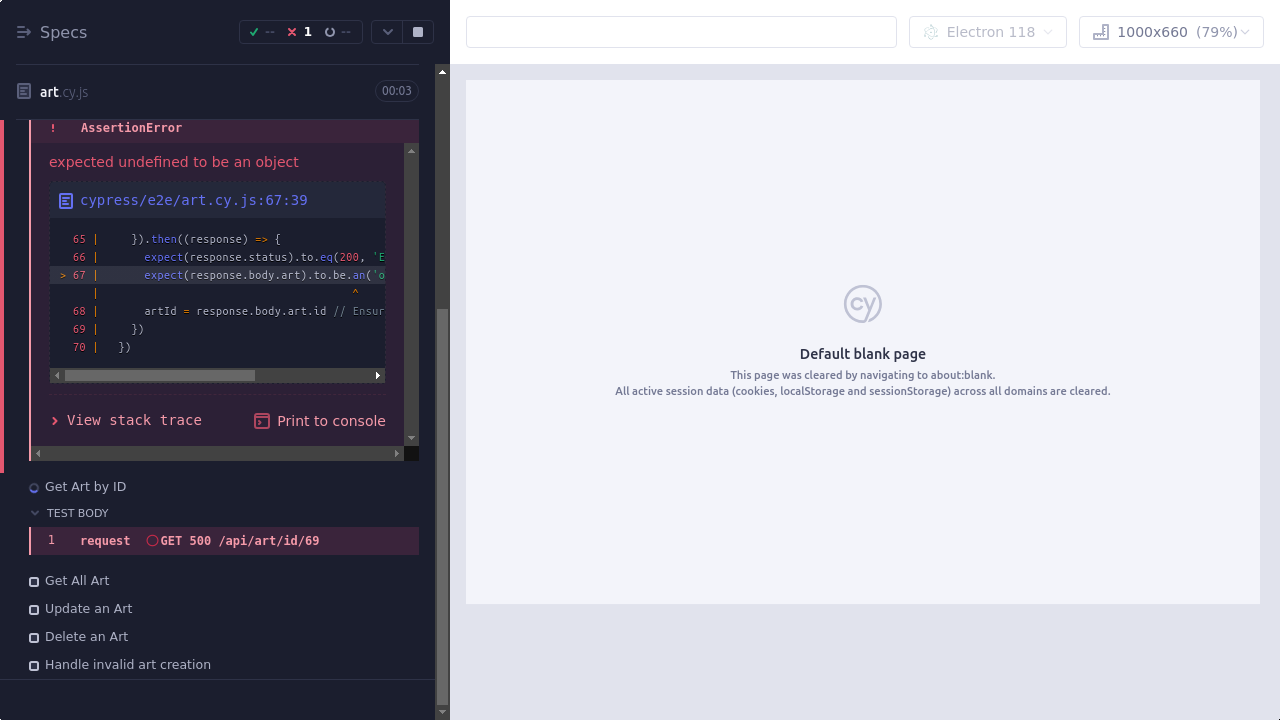 Specs
-- 1 --
Electron 118
1000x660 (79%)
art.cy.js
00:03
! AssertionError
expected undefined to be an object
cypress/e2e/art.cy.js:67:39
65 | }).then((response) => {
66 | expect(response.status).to.eq(200, 'E
> 67 | expect(response.body.art).to.be.an('o
| ^
68 | artId = response.body.art.id // Ensur
69 | })
70 | })
View stack trace
Print to console
Get Art by ID
TEST BODY
1 request GET 500 /api/art/id/69
Get All Art
Update an Art
Delete an Art
Handle invalid art creation
cy
Default blank page
This page was cleared by navigating to about:blank.
All active session data (cookies, localStorage and sessionStorage) across all domains are cleared.